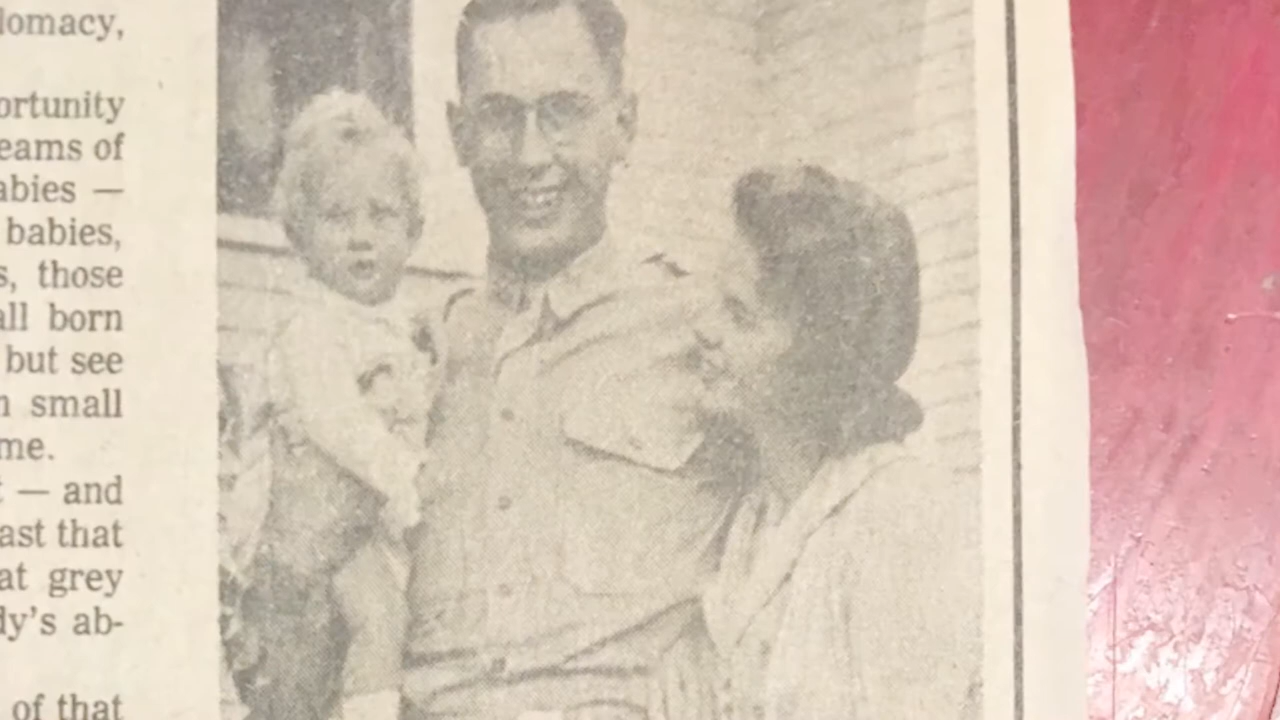 lomacy,
ortunity
eams of
abies —
babies,
s, those
all born
but see
n small
me.
— and
ast that
at grey
dy's ab-
of that